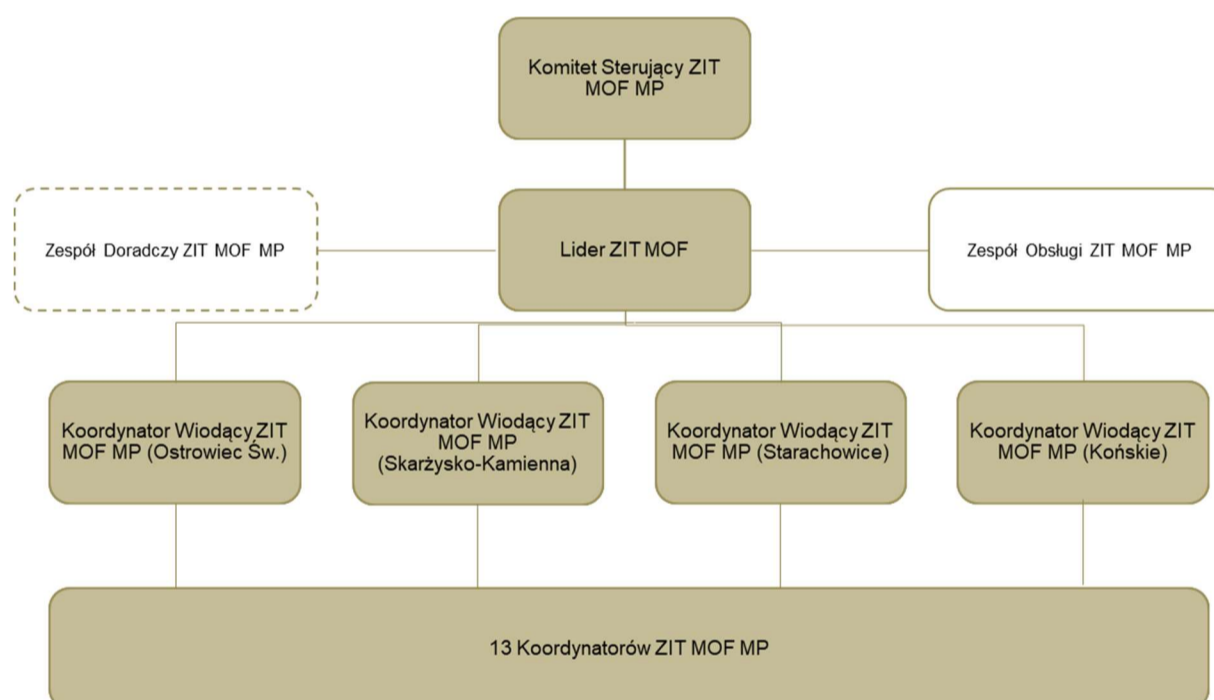 Komitet Sterujący ZIT
MOF MP
Zespół Doradczy ZIT MOF MP
Lider ZIT MOF
Zespół Obsługi ZIT MOF MP
Koordynator Wiodący ZIT
MOF MP (Ostrowiec Św.)
Koordynator Wiodący ZIT
MOF MP
(Skarżysko-Kamienna)
Koordynator Wiodący ZIT
MOF MP (Starachowice)
Koordynator Wiodący ZIT
MOF MP (Końskie)
13 Koordynatorów ZIT MOF MP